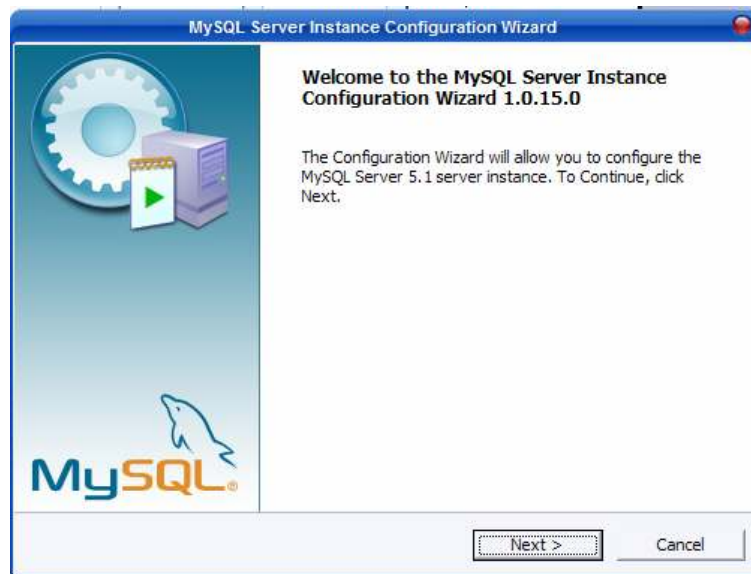 MySQL Server Instance Configuration Wizard
Welcome to the MySQL Server Instance
Configuration Wizard 1.0.15.0
The Configuration Wizard will allow you to configure the
MySQL Server 5.1 server instance. To Continue, click
Next.
MySQL®
Next >
Cancel